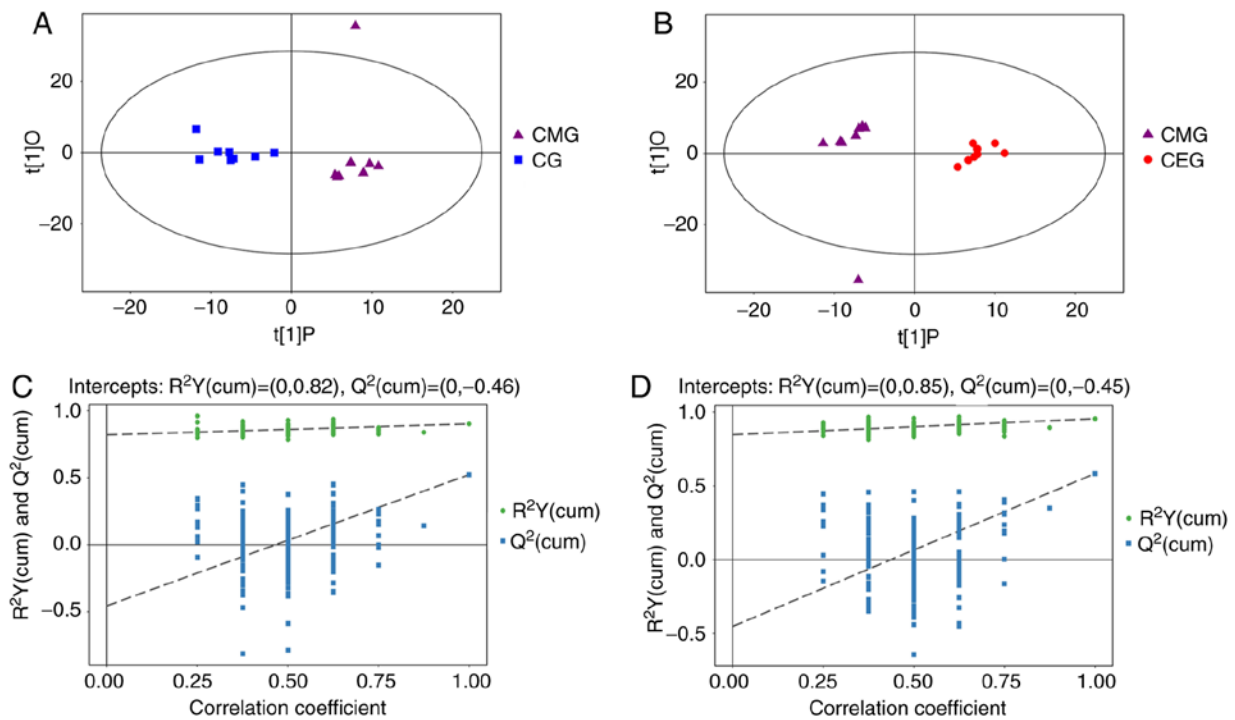 A
20
0
−20
t[1]O
−20
−10
0
10
20
t[1]P
CMG
CG
B
20
0
−20
t[1]O
−20
−10
0
10
20
t[1]P
CMG
CEG
C
Intercepts: R²Y(cum)=(0,0.82), Q²(cum)=(0,−0.46)
1.0
0.5
0.0
−0.5
R²Y(cum) and Q²(cum)
0.00
0.25
0.50
0.75
1.00
Correlation coefficient
R²Y(cum)
Q²(cum)
D
Intercepts: R²Y(cum)=(0,0.85), Q²(cum)=(0,−0.45)
1.0
0.5
0.0
−0.5
R²Y(cum) and Q²(cum)
0.00
0.25
0.50
0.75
1.00
Correlation coefficient
R²Y(cum)
Q²(cum)